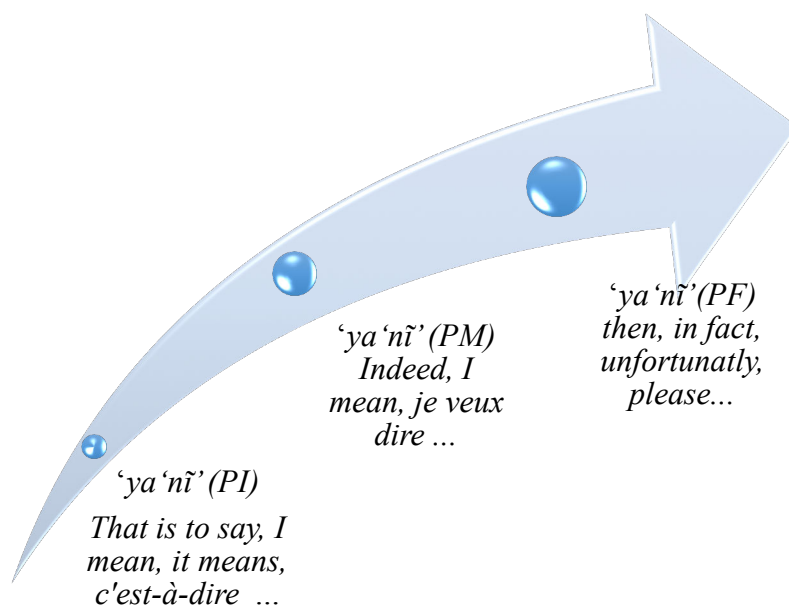 ‘ya‘nĩ’ (PI)
That is to say, I
mean, it means,
c'est-à-dire ...
‘ya‘nĩ’ (PM)
Indeed, I
mean, je veux
dire ...
‘ya‘nĩ’ (PF)
then, in fact,
unfortunatly,
please...